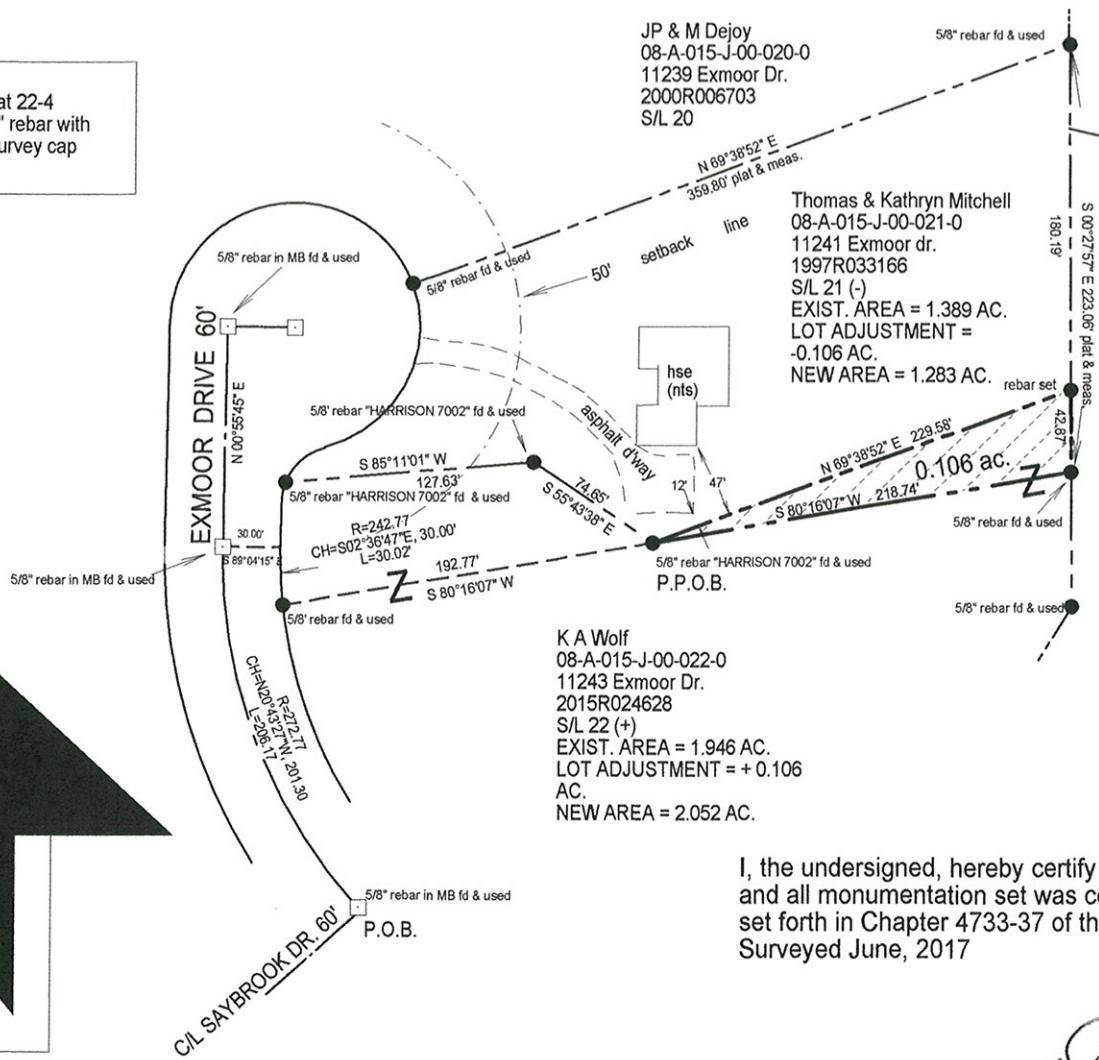 JP & M Dejoy
08-A-015-J-00-020-0
11239 Exmoor Dr.
2000R006703
S/L 20
5/8" rebar fd & used
at 22-4
" rebar with
urvey cap
N 69°38'52" E
359.80' plat & meas.
Thomas & Kathryn Mitchell
08-A-015-J-00-021-0
11241 Exmoor dr.
1997R033166
S/L 21 (-)
EXIST. AREA = 1.389 AC.
LOT ADJUSTMENT =
-0.106 AC.
NEW AREA = 1.283 AC.
S 00°27'57" E 223.06' plat & meas.
180.19'
50' setback line
5/8" rebar in MB fd & used
5/8" rebar fd & used
EXMOOR DRIVE 60'
N 00°55'45" E
hse
(nts)
rebar set
42.87'
5/8' rebar "HARRISON 7002" fd & used
asphalt d'way
N 69°38'52" E 229.58'
0.106 ac.
S 80°16'07" W 218.74'
Z
S 85°11'01" W
127.63'
74.65'
S 55°43'38" E
12'
47'
5/8" rebar "HARRISON 7002" fd & used
5/8" rebar fd & used
R=242.77
CH=S02°36'47"E, 30.00'
L=30.02'
30.00'
S 89°04'15" E
5/8" rebar in MB fd & used
192.77'
Z
S 80°16'07" W
5/8" rebar "HARRISON 7002" fd & used
P.P.O.B.
5/8' rebar fd & used
5/8" rebar fd & used
K A Wolf
08-A-015-J-00-022-0
11243 Exmoor Dr.
2015R024628
S/L 22 (+)
EXIST. AREA = 1.946 AC.
LOT ADJUSTMENT = + 0.106
AC.
NEW AREA = 2.052 AC.
R=272.77
CH=N20°43'27"W, 201.30
L=206.17
5/8" rebar in MB fd & used
P.O.B.
C/L SAYBROOK DR. 60'
I, the undersigned, hereby certify
and all monumentation set was c
set forth in Chapter 4733-37 of th
Surveyed June, 2017